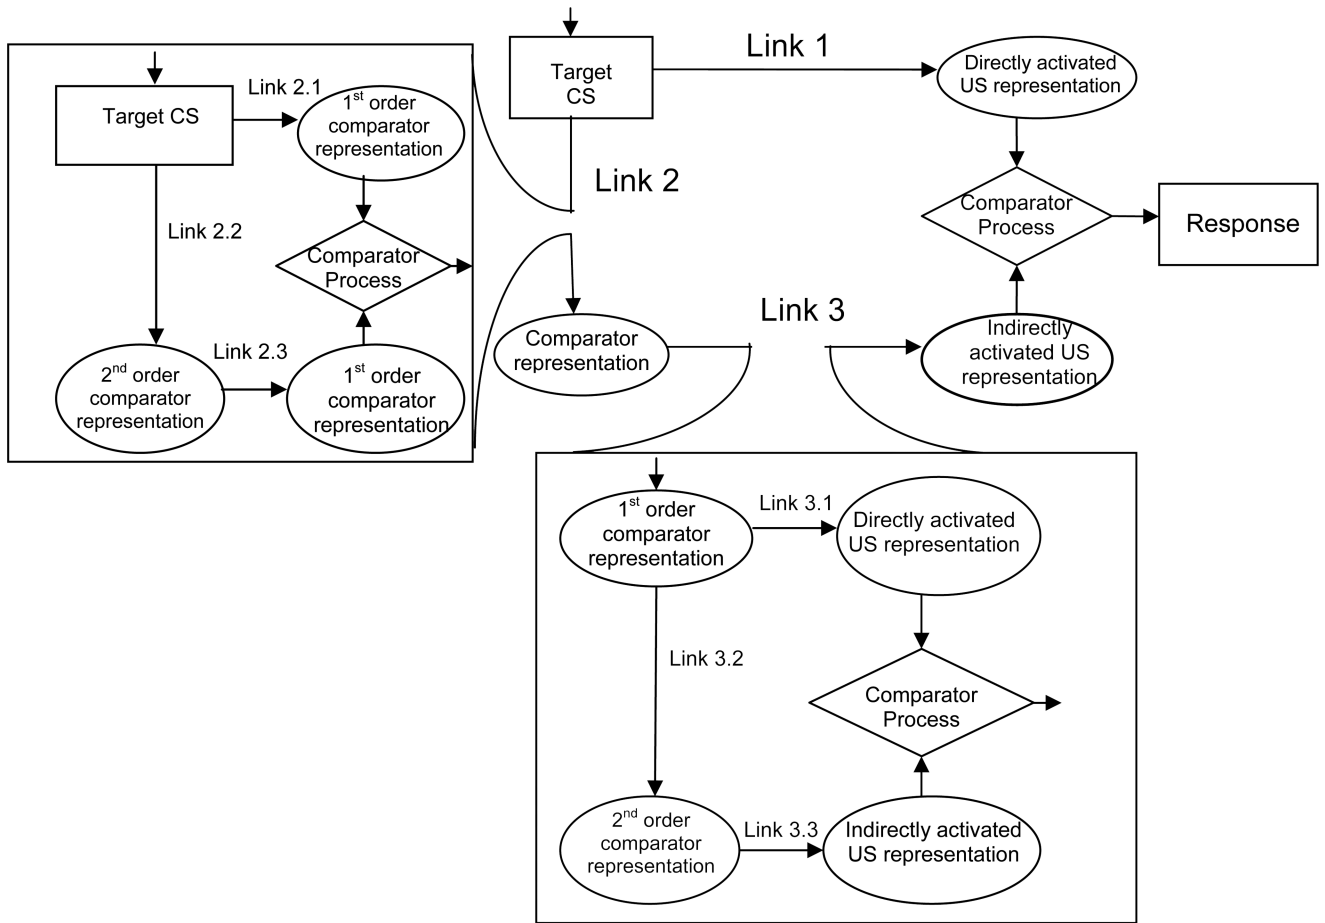 Link 1
Target
CS
Directly activated
US representation
Link 2.1
Target CS
1st order
comparator
representation
Link 2
Comparator
Process
Response
Link 2.2
Comparator
Process
Link 3
Comparator
representation
Indirectly
activated US
representation
Link 2.3
2nd order
comparator
representation
1st order
comparator
representation
1st order
comparator
representation
Link 3.1
Directly activated
US representation
Link 3.2
Comparator
Process
2nd order
comparator
representation
Link 3.3
Indirectly activated
US representation